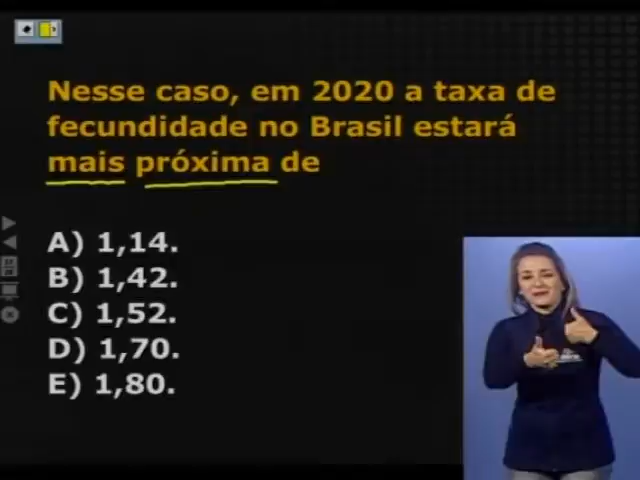 Nesse caso, em 2020 a taxa de
fecundidade no Brasil estará
mais próxima de
A) 1,14.
B) 1,42.
C) 1,52.
D) 1,70.
E) 1,80.